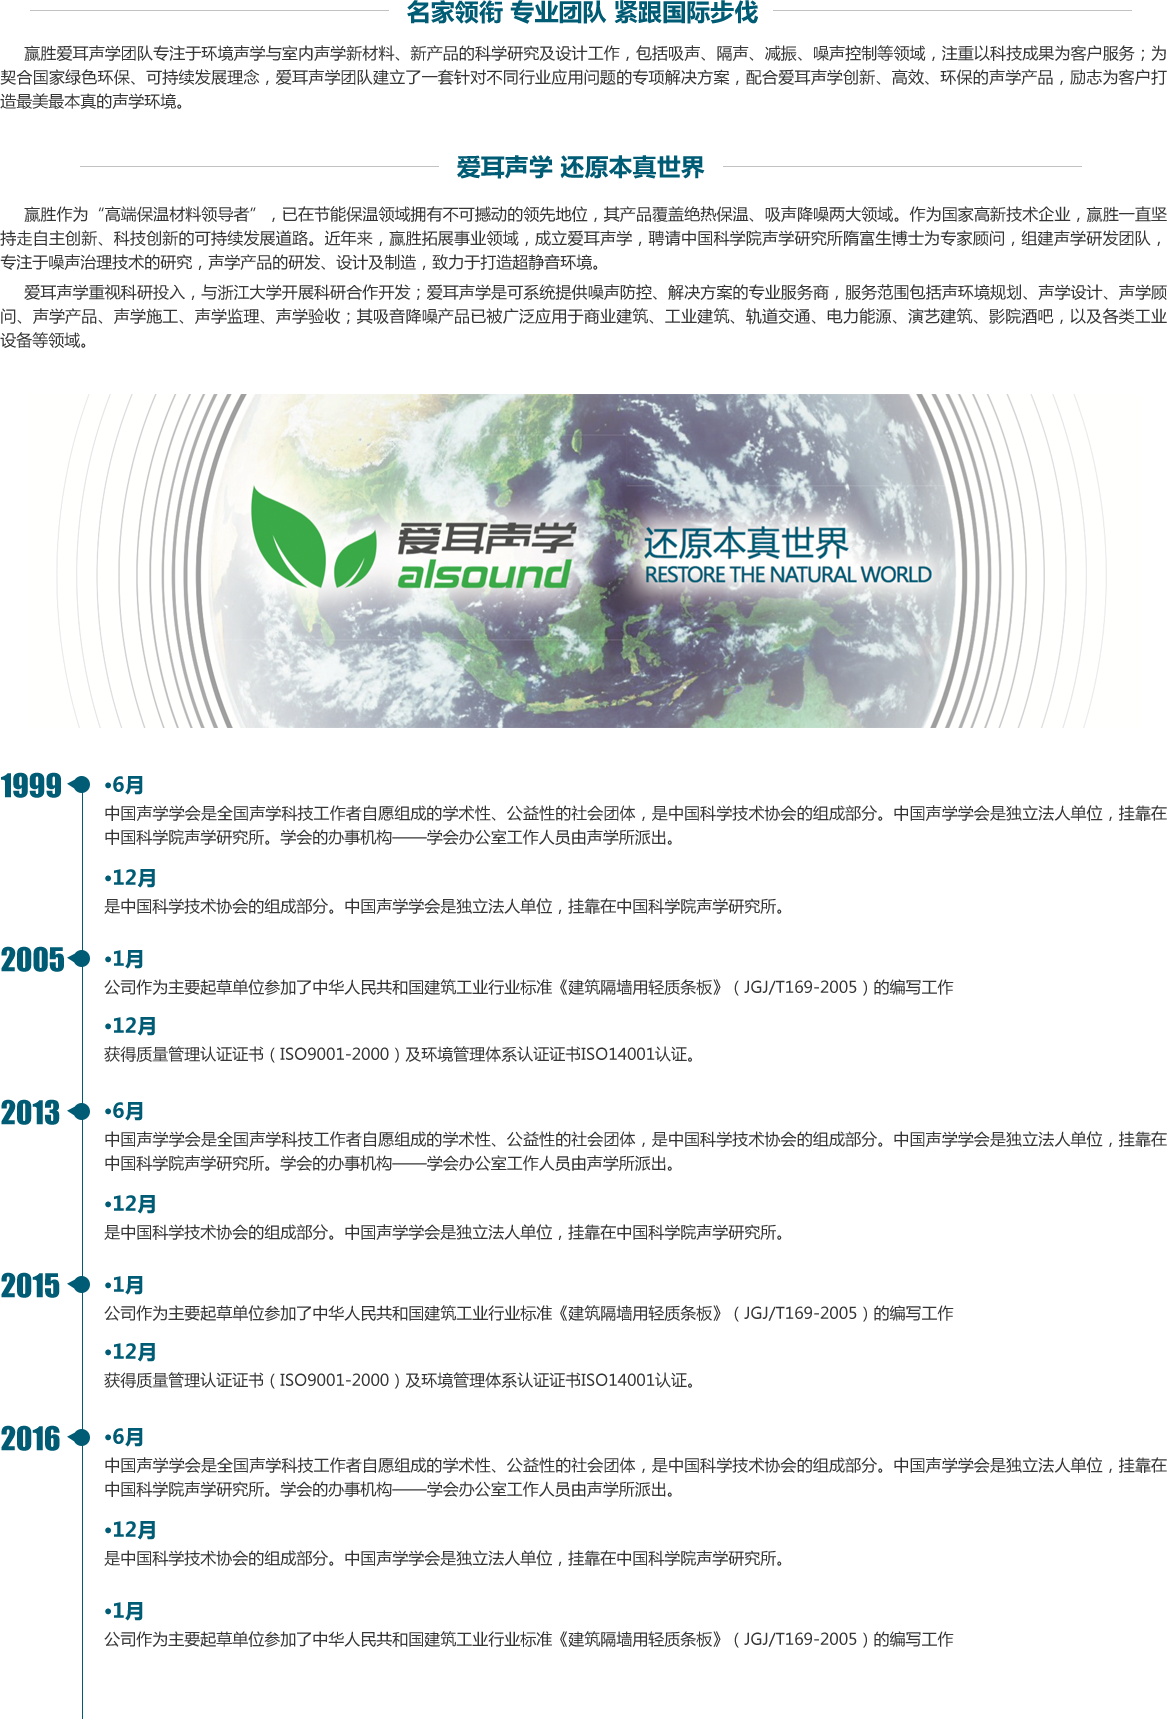 名家领衔 专业团队 紧跟国际步伐
赢胜爱耳声学团队专注于环境声学与室内声学新材料、新产品的科学研究及设计工作，包括吸声、隔声、减振、噪声控制等领域，注重以科技成果为客户服务；为
契合国家绿色环保、可持续发展理念，爱耳声学团队建立了一套针对不同行业应用问题的专项解决方案，配合爱耳声学创新、高效、环保的声学产品，励志为客户打
造最美最本真的声学环境。
爱耳声学 还原本真世界
赢胜作为“高端保温材料领导者”，已在节能保温领域拥有不可撼动的领先地位，其产品覆盖绝热保温、吸声降噪两大领域。作为国家高新技术企业，赢胜一直坚
持走自主创新、科技创新的可持续发展道路。近年来，赢胜拓展事业领域，成立爱耳声学，聘请中国科学院声学研究所隋富生博士为专家顾问，组建声学研发团队，
专注于噪声治理技术的研究，声学产品的研发、设计及制造，致力于打造超静音环境。
爱耳声学重视科研投入，与浙江大学开展科研合作开发；爱耳声学是可系统提供噪声防控、解决方案的专业服务商，服务范围包括声环境规划、声学设计、声学顾
问、声学产品、声学施工、声学监理、声学验收；其吸音降噪产品已被广泛应用于商业建筑、工业建筑、轨道交通、电力能源、演艺建筑、影院酒吧，以及各类工业
设备等领域。
爱耳声学 还原本真世界
alsound RESTORE THE NATURAL WORLD
1999 •6月
中国声学学会是全国声学科技工作者自愿组成的学术性、公益性的社会团体，是中国科学技术协会的组成部分。中国声学学会是独立法人单位，挂靠在
中国科学院声学研究所。学会的办事机构——学会办公室工作人员由声学所派出。
•12月
是中国科学技术协会的组成部分。中国声学学会是独立法人单位，挂靠在中国科学院声学研究所。
2005 •1月
公司作为主要起草单位参加了中华人民共和国建筑工业行业标准《建筑隔墙用轻质条板》（JGJ/T169-2005）的编写工作
•12月
获得质量管理认证证书（ISO9001-2000）及环境管理体系认证证书ISO14001认证。
2013 •6月
中国声学学会是全国声学科技工作者自愿组成的学术性、公益性的社会团体，是中国科学技术协会的组成部分。中国声学学会是独立法人单位，挂靠在
中国科学院声学研究所。学会的办事机构——学会办公室工作人员由声学所派出。
•12月
是中国科学技术协会的组成部分。中国声学学会是独立法人单位，挂靠在中国科学院声学研究所。
2015 •1月
公司作为主要起草单位参加了中华人民共和国建筑工业行业标准《建筑隔墙用轻质条板》（JGJ/T169-2005）的编写工作
•12月
获得质量管理认证证书（ISO9001-2000）及环境管理体系认证证书ISO14001认证。
2016 •6月
中国声学学会是全国声学科技工作者自愿组成的学术性、公益性的社会团体，是中国科学技术协会的组成部分。中国声学学会是独立法人单位，挂靠在
中国科学院声学研究所。学会的办事机构——学会办公室工作人员由声学所派出。
•12月
是中国科学技术协会的组成部分。中国声学学会是独立法人单位，挂靠在中国科学院声学研究所。
•1月
公司作为主要起草单位参加了中华人民共和国建筑工业行业标准《建筑隔墙用轻质条板》（JGJ/T169-2005）的编写工作